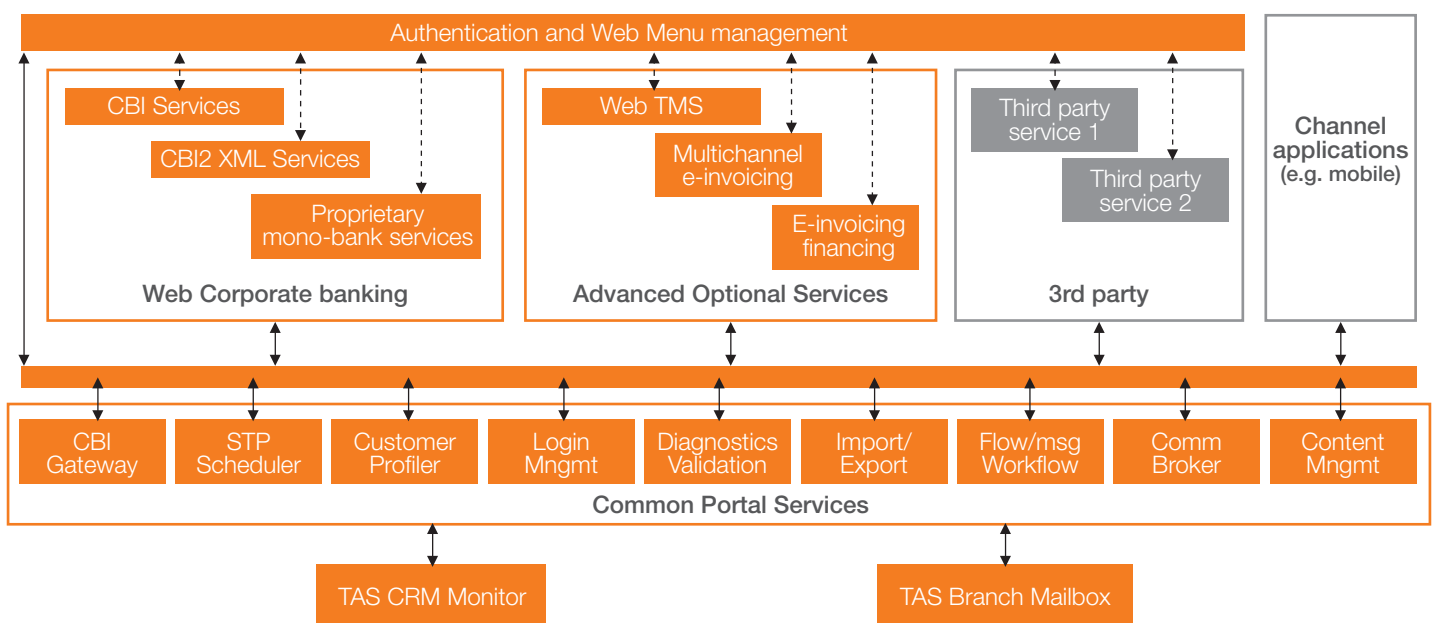 Authentication and Web Menu management
CBI Services
CBI2 XML Services
Proprietary
mono-bank services
Web Corporate banking
Web TMS
Multichannel
e-invoicing
E-invoicing
financing
Advanced Optional Services
Third party
service 1
Third party
service 2
3rd party
Channel
applications
(e.g. mobile)
CBI
Gateway
STP
Scheduler
Customer
Profiler
Login
Mngmt
Diagnostics
Validation
Import/
Export
Flow/msg
Workflow
Comm
Broker
Content
Mngmt
Common Portal Services
TAS CRM Monitor
TAS Branch Mailbox